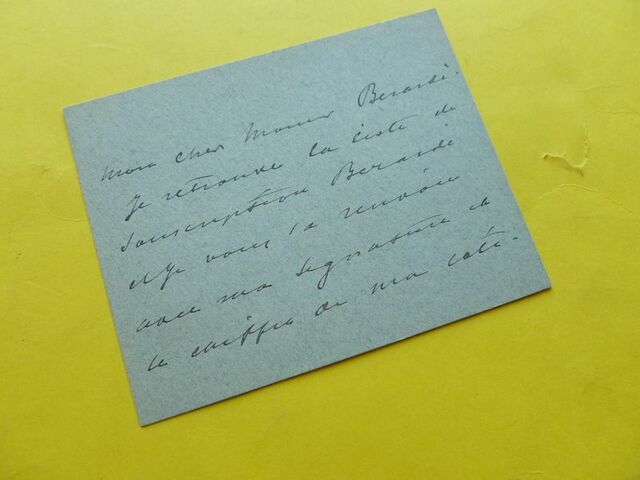 Mon cher Monsieur Berardi.
Je retrouve la liste de
souscription Berardi
et je vous la renvoie
avec ma signature et
le chiffre de ma cote.